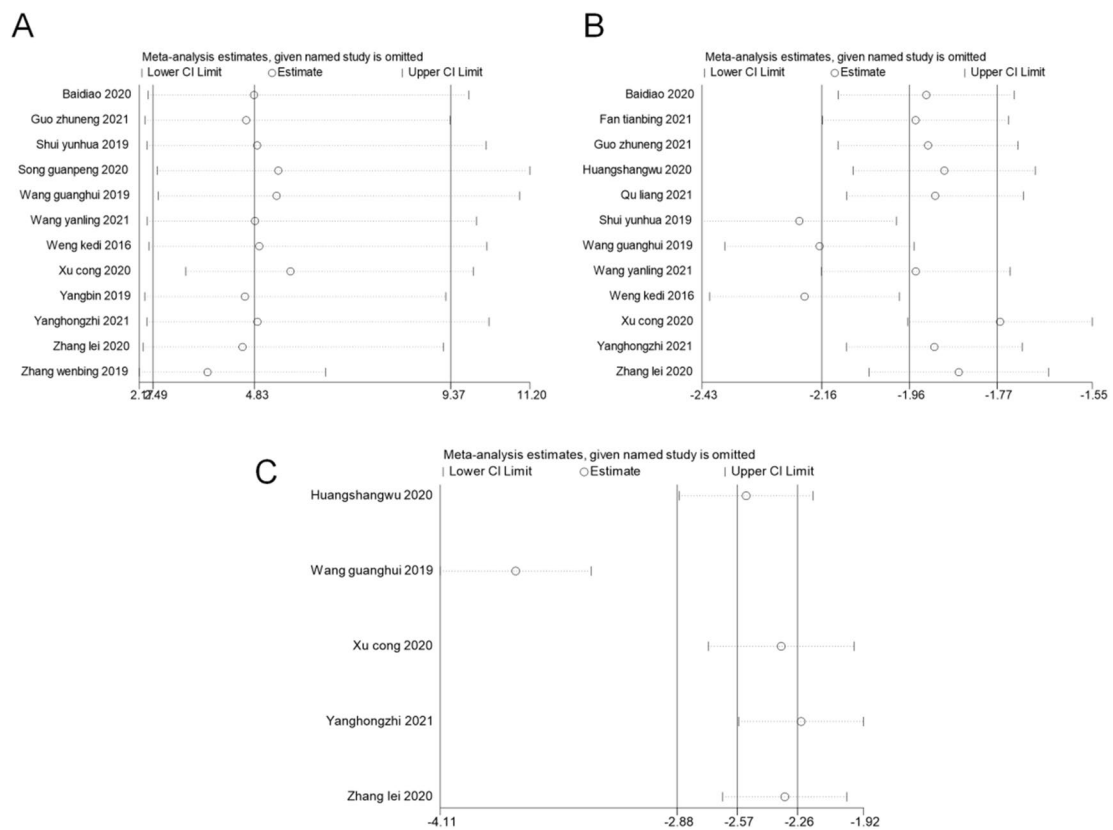 A
Meta-analysis estimates, given named study is omitted
Lower CI Limit Estimate Upper CI Limit
Baidiao 2020
Guo zhuneng 2021
Shui yunhua 2019
Song guanpeng 2020
Wang guanghui 2019
Wang yanling 2021
Weng kedi 2016
Xu cong 2020
Yangbin 2019
Yanghongzhi 2021
Zhang lei 2020
Zhang wenbing 2019
2.49 4.83 9.37 11.20
B
Meta-analysis estimates, given named study is omitted
Lower CI Limit Estimate Upper CI Limit
Baidiao 2020
Fan tianbing 2021
Guo zhuneng 2021
Huangshangwu 2020
Qu liang 2021
Shui yunhua 2019
Wang guanghui 2019
Wang yanling 2021
Weng kedi 2016
Xu cong 2020
Yanghongzhi 2021
Zhang lei 2020
-2.43 -2.16 -1.96 -1.77 -1.55
C
Meta-analysis estimates, given named study is omitted
Lower CI Limit Estimate Upper CI Limit
Huangshangwu 2020
Wang guanghui 2019
Xu cong 2020
Yanghongzhi 2021
Zhang lei 2020
-4.11 -2.88 -2.57 -2.26 -1.92